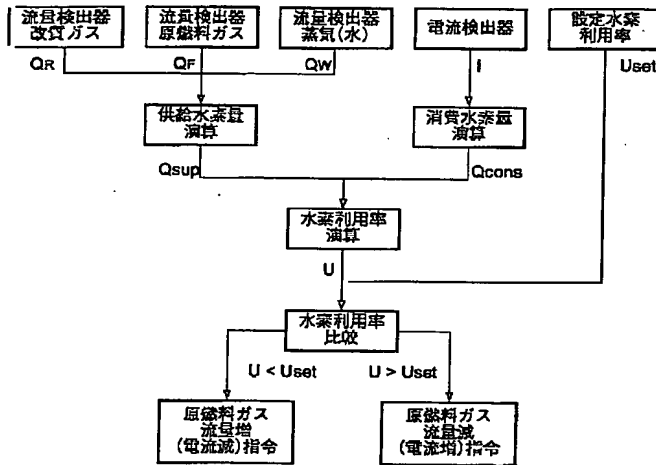 流量検出器
改質ガス
流量検出器
原燃料ガス
流量検出器
蒸気(水)
電流検出器
設定水素
利用率
QR
QF
QW
I
Uset
供給水素量
演算
消費水素量
演算
Qsup
Qcons
水素利用率
演算
U
水素利用率
比較
U < Uset
U > Uset
原燃料ガス
流量増
(電流減)指令
原燃料ガス
流量減
(電流増)指令